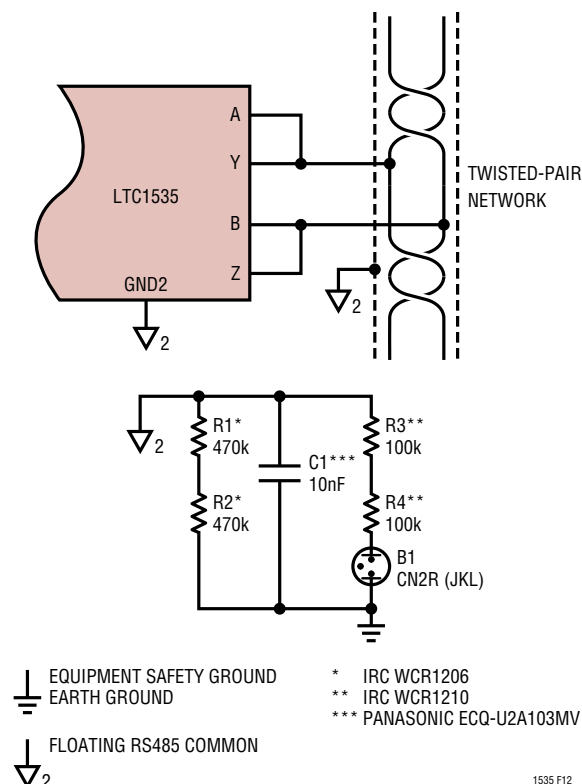 A
Y
LTC1535
B
Z
GND2
2
2
TWISTED-PAIR
NETWORK
2
R1*
470k
R2*
470k
C1***
10nF
R3**
100k
R4**
100k
B1
CN2R (JKL)
EQUIPMENT SAFETY GROUND
EARTH GROUND
FLOATING RS485 COMMON
2
* IRC WCR1206
** IRC WCR1210
*** PANASONIC ECQ-U2A103MV
1535 F12